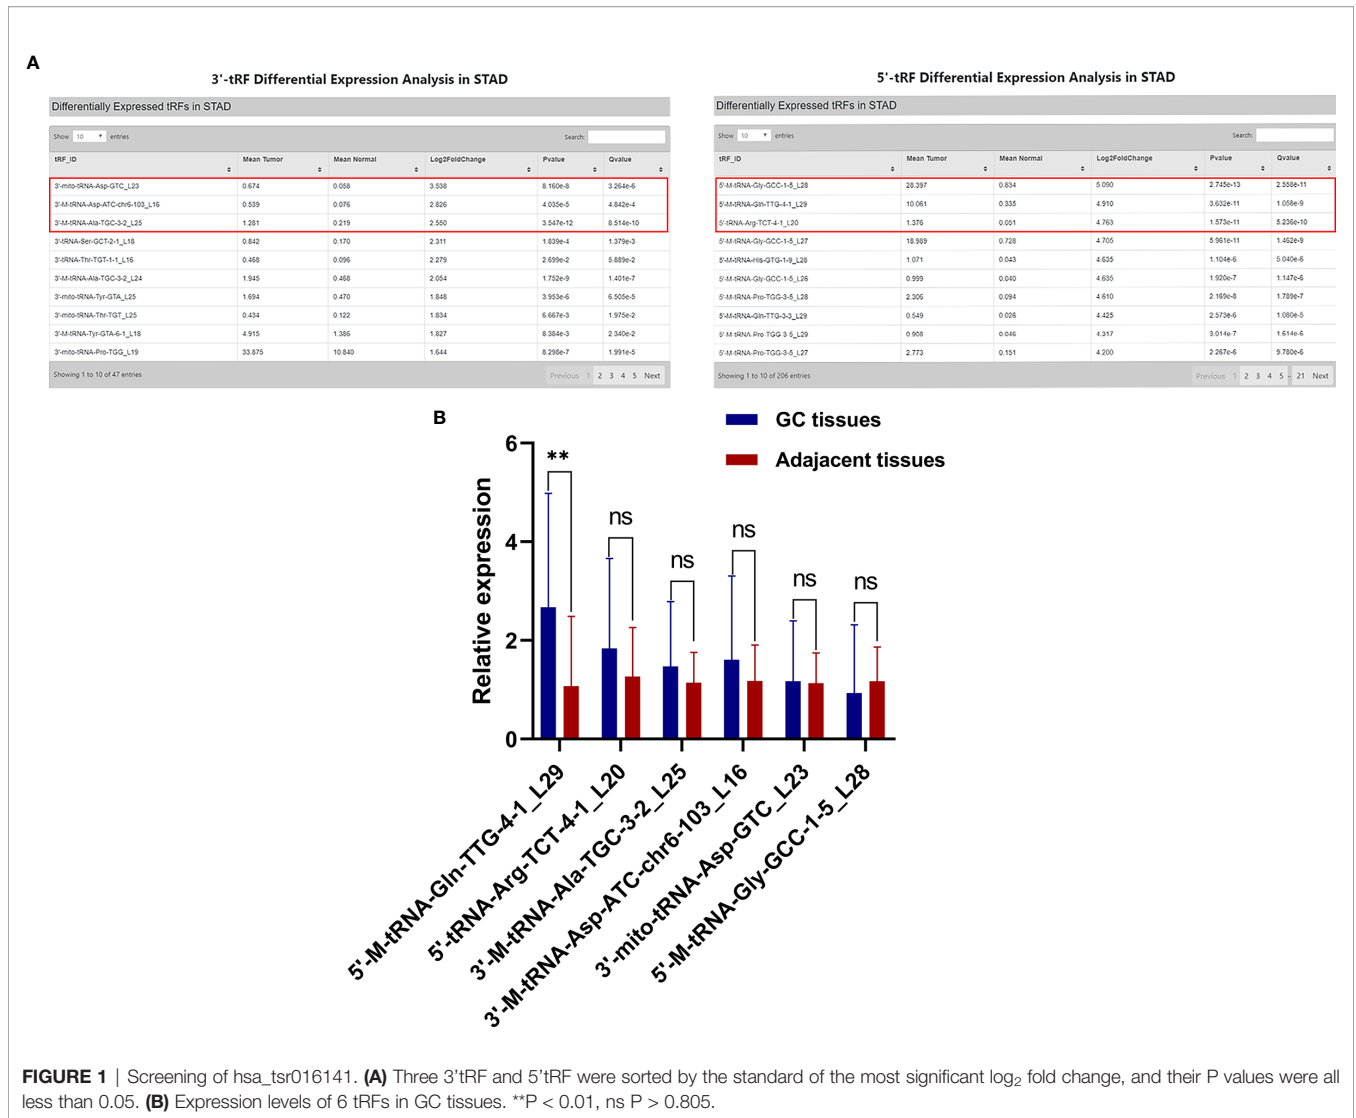 A
3'-tRF Differential Expression Analysis in STAD
Differentially Expressed tRFs in STAD
Show 10 entries Search:
tRF_ID Mean Tumor Mean Normal Log2FoldChange Pvalue Qvalue
3'-mito-tRNA-Asp-GTC_L23 0.674 0.058 3.538 8.160e-8 3.264e-6
3'-M-tRNA-Asp-ATC-chr6-103_L16 0.539 0.076 2.826 4.035e-5 4.842e-4
3'-M-tRNA-Ala-TGC-3-2_L25 1.281 0.219 2.550 3.547e-12 8.514e-10
3'-tRNA-Ser-GCT-2-1_L18 0.842 0.170 2.311 1.839e-4 1.379e-3
3'-tRNA-Thr-TGT-1-1_L16 0.468 0.096 2.279 2.699e-2 5.889e-2
3'-M-tRNA-Ala-TGC-3-2_L24 1.945 0.468 2.054 1.752e-9 1.401e-7
3'-mito-tRNA-Tyr-GTA_L25 1.694 0.470 1.848 3.953e-6 6.505e-5
3'-mito-tRNA-Thr-TGT_L25 0.434 0.122 1.834 6.667e-3 1.975e-2
3'-M-tRNA-Tyr-GTA-6-1_L18 4.915 1.386 1.827 8.384e-3 2.340e-2
3'-mito-tRNA-Pro-TGG_L19 33.875 10.840 1.644 8.298e-7 1.991e-5
Showing 1 to 10 of 47 entries Previous 1 2 3 4 5 Next
5'-tRF Differential Expression Analysis in STAD
Differentially Expressed tRFs in STAD
Show 10 entries Search:
tRF_ID Mean Tumor Mean Normal Log2FoldChange Pvalue Qvalue
5'-M-tRNA-Gly-GCC-1-5_L28 28.397 0.834 5.090 2.745e-13 2.558e-11
5'-M-tRNA-Gln-TTG-4-1_L29 10.061 0.335 4.910 3.632e-11 1.058e-9
5'-tRNA-Arg-TCT-4-1_L20 1.376 0.051 4.763 1.573e-11 5.236e-10
5'-M-tRNA-Gly-GCC-1-5_L27 18.989 0.728 4.705 5.961e-11 1.462e-9
5'-M-tRNA-His-GTG-1-9_L28 1.071 0.043 4.635 1.104e-6 5.040e-6
5'-M-tRNA-Gly-GCC-1-5_L26 0.999 0.040 4.635 1.920e-7 1.147e-6
5'-M-tRNA-Pro-TGG-3-5_L28 2.306 0.094 4.610 2.169e-8 1.789e-7
5'-M-tRNA-Gln-TTG-3-3_L29 0.549 0.026 4.425 2.573e-6 1.080e-5
5'-M-tRNA-Pro-TGG-3-5_L29 0.908 0.046 4.317 3.014e-7 1.614e-6
5'-M-tRNA-Pro-TGG-3-5_L27 2.773 0.151 4.200 2.267e-6 9.780e-6
Showing 1 to 10 of 206 entries Previous 1 2 3 4 5 .. 21 Next
B
GC tissues
Adajacent tissues
Relative expression
6
4
2
0
**
ns
ns
ns
ns
ns
5'-M-tRNA-Gln-TTG-4-1_L29
5'-tRNA-Arg-TCT-4-1_L20
3'-M-tRNA-Ala-TGC-3-2_L25
3'-M-tRNA-Asp-ATC-chr6-103_L16
3'-mito-tRNA-Asp-GTC_L23
5'-M-tRNA-Gly-GCC-1-5_L28
FIGURE 1 | Screening of hsa_tsr016141. (A) Three 3'tRF and 5'tRF were sorted by the standard of the most significant log₂ fold change, and their P values were all
less than 0.05. (B) Expression levels of 6 tRFs in GC tissues. **P < 0.01, ns P > 0.805.